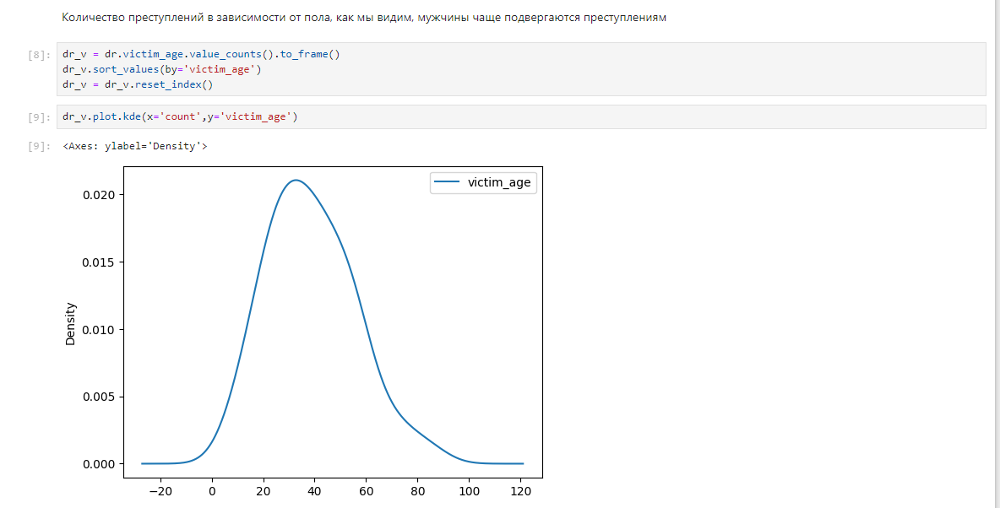 Количество преступлений в зависимости от пола, как мы видим, мужчины чаще подвергаются преступлениям
[8]: dr_v = dr.victim_age.value_counts().to_frame()
dr_v.sort_values(by='victim_age')
dr_v = dr_v.reset_index()
[9]: dr_v.plot.kde(x='count',y='victim_age')
[9]: <Axes: ylabel='Density'>
victim_age
0.020
0.015
0.010
0.005
0.000
Density
−20 0 20 40 60 80 100 120